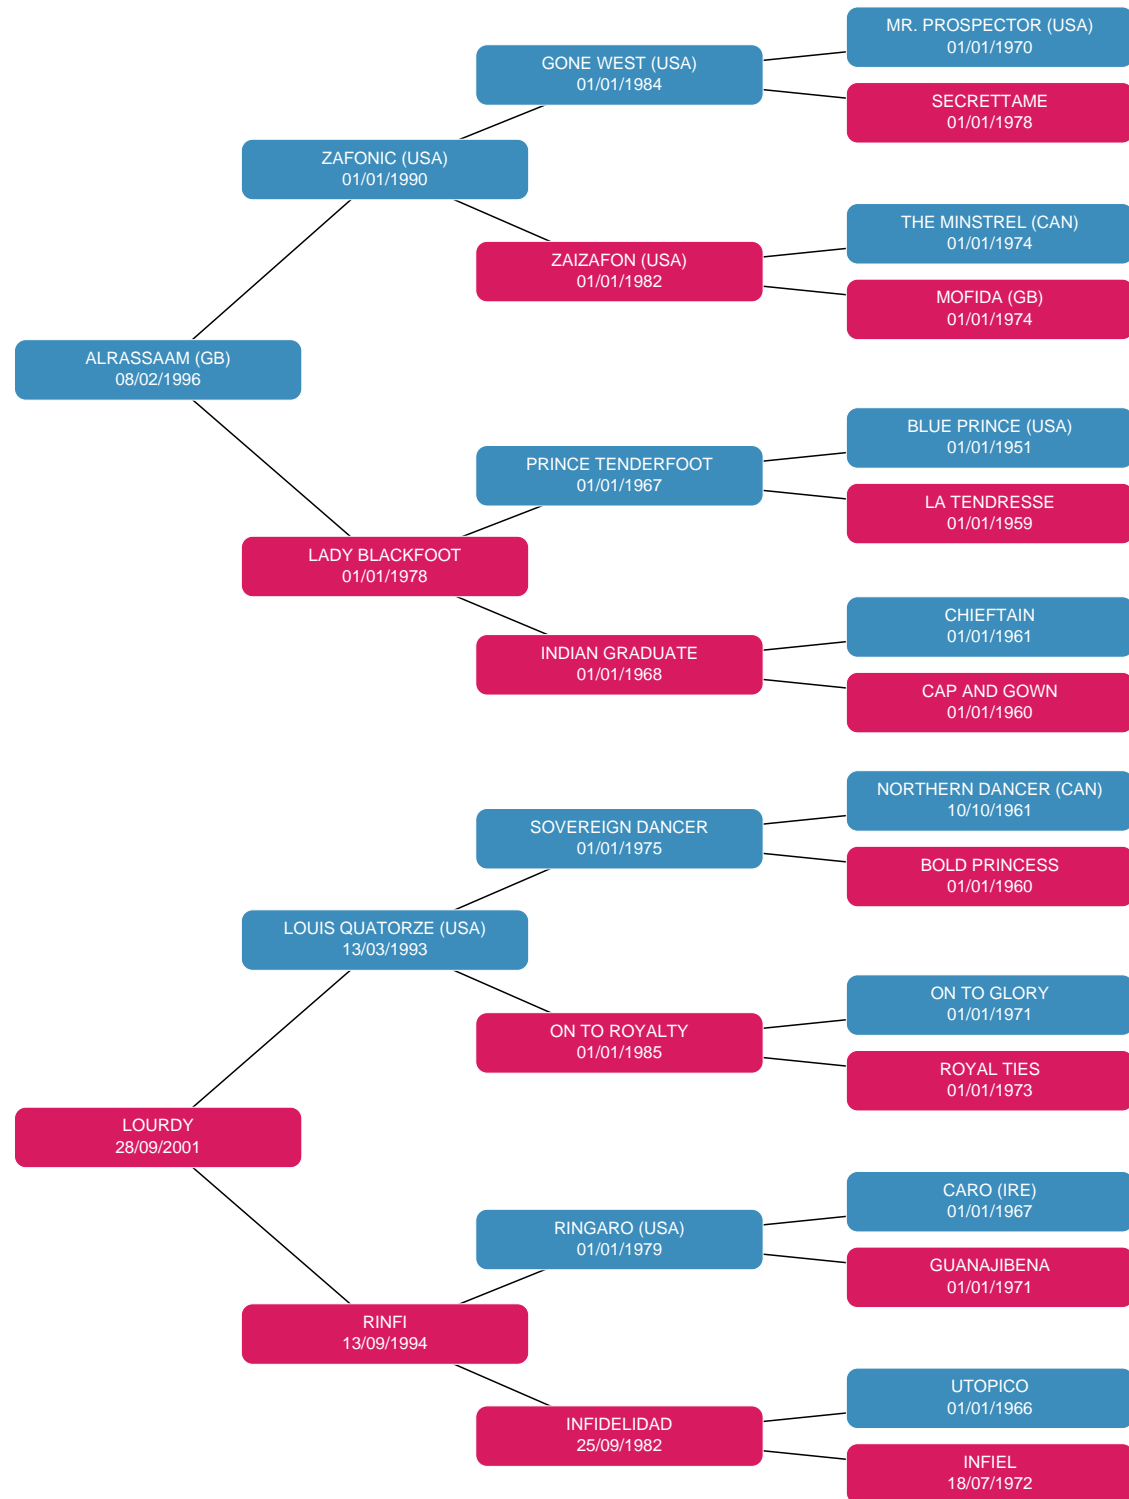 MR. PROSPECTOR (USA)
01/01/1970
GONE WEST (USA)
01/01/1984
SECRETTAME
01/01/1978
ZAFONIC (USA)
01/01/1990
THE MINSTREL (CAN)
01/01/1974
ZAIZAFON (USA)
01/01/1982
MOFIDA (GB)
01/01/1974
ALRASSAAM (GB)
08/02/1996
BLUE PRINCE (USA)
01/01/1951
PRINCE TENDERFOOT
01/01/1967
LA TENDRESSE
01/01/1959
LADY BLACKFOOT
01/01/1978
CHIEFTAIN
01/01/1961
INDIAN GRADUATE
01/01/1968
CAP AND GOWN
01/01/1960
NORTHERN DANCER (CAN)
10/10/1961
SOVEREIGN DANCER
01/01/1975
BOLD PRINCESS
01/01/1960
LOUIS QUATORZE (USA)
13/03/1993
ON TO GLORY
01/01/1971
ON TO ROYALTY
01/01/1985
ROYAL TIES
01/01/1973
LOURDY
28/09/2001
CARO (IRE)
01/01/1967
RINGARO (USA)
01/01/1979
GUANAJIBENA
01/01/1971
RINFI
13/09/1994
UTOPICO
01/01/1966
INFIDELIDAD
25/09/1982
INFIEL
18/07/1972